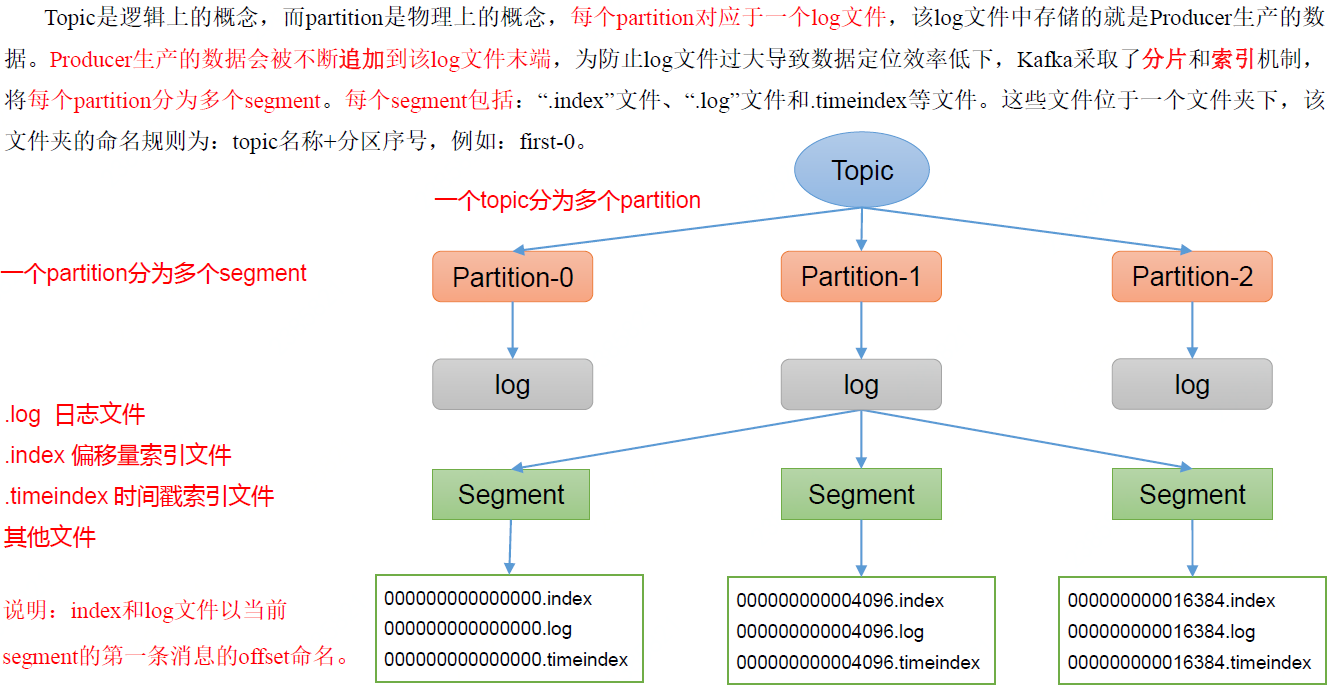 Topic是逻辑上的概念，而partition是物理上的概念，每个partition对应于一个log文件，该log文件中存储的就是Producer生产的数
据。Producer生产的数据会被不断追加到该log文件末端，为防止log文件过大导致数据定位效率低下，Kafka采取了分片和索引机制，
将每个partition分为多个segment。每个segment包括：“.index”文件、“.log”文件和.timeindex等文件。这些文件位于一个文件夹下，该
文件夹的命名规则为：topic名称+分区序号，例如：first-0。
Topic
一个topic分为多个partition
一个partition分为多个segment
Partition-0
Partition-1
Partition-2
log
log
log
.log 日志文件
.index 偏移量索引文件
.timeindex 时间戳索引文件
其他文件
Segment
Segment
Segment
说明：index和log文件以当前
segment的第一条消息的offset命名。
000000000000000.index
000000000000000.log
000000000000000.timeindex
000000000004096.index
000000000004096.log
000000000004096.timeindex
000000000016384.index
000000000016384.log
000000000016384.timeindex